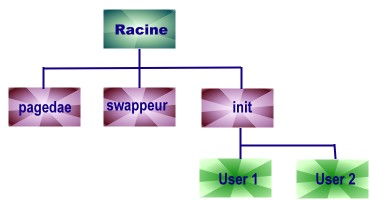 Racine
pagedae swappeur init
User 1 User 2